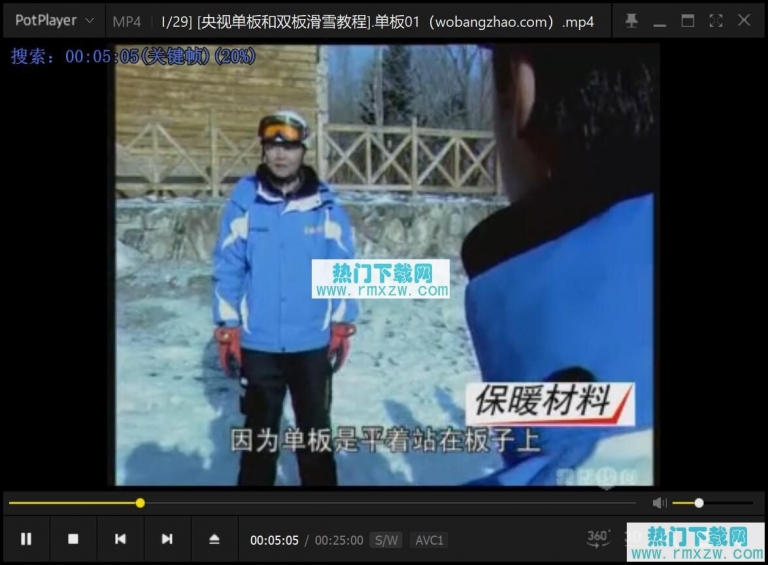 PotPlayer
MP4
1/29] [央视单板和双板滑雪教程].单板01（wobangzhao.com）.mp4
搜索：00:05:05(关键帧)(20%)
热门下载网
www.rmxzw.com
保暖材料
因为单板是平着站在板子上
00:05:05 / 00:25:00
S/W
AVC1
360°
热门下载网
www.rmxzw.com